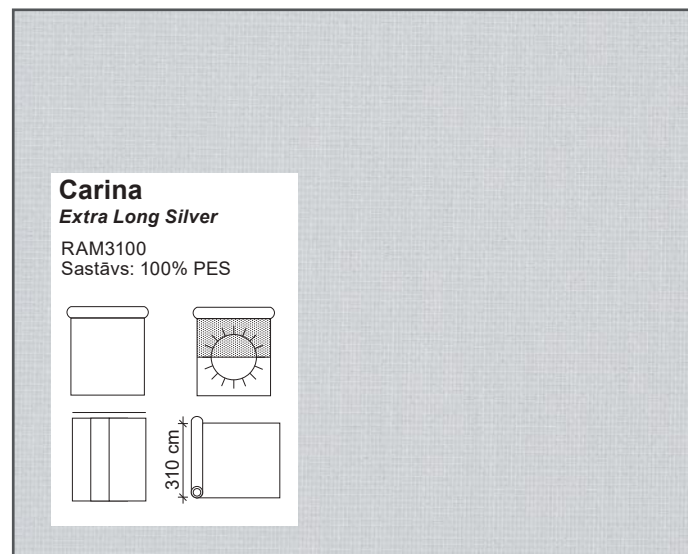 Carina
Extra Long Silver
RAM3100
Sastāvs: 100% PES
310 cm